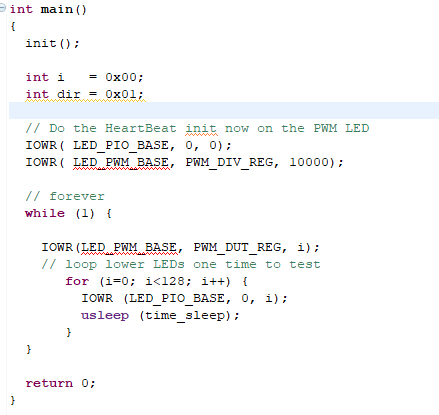 int main()
{
init();
int i = 0x00;
int dir = 0x01;
// Do the HeartBeat init now on the PWM LED
IOWR( LED_PIO_BASE, 0, 0);
IOWR( LED_PWM_BASE, PWM_DIV_REG, 10000);
// forever
while (1) {
IOWR(LED_PWM_BASE, PWM_DUT_REG, i);
// loop lower LEDs one time to test
for (i=0; i<128; i++) {
IOWR (LED_PIO_BASE, 0, i);
usleep (time_sleep);
}
}
return 0;
}